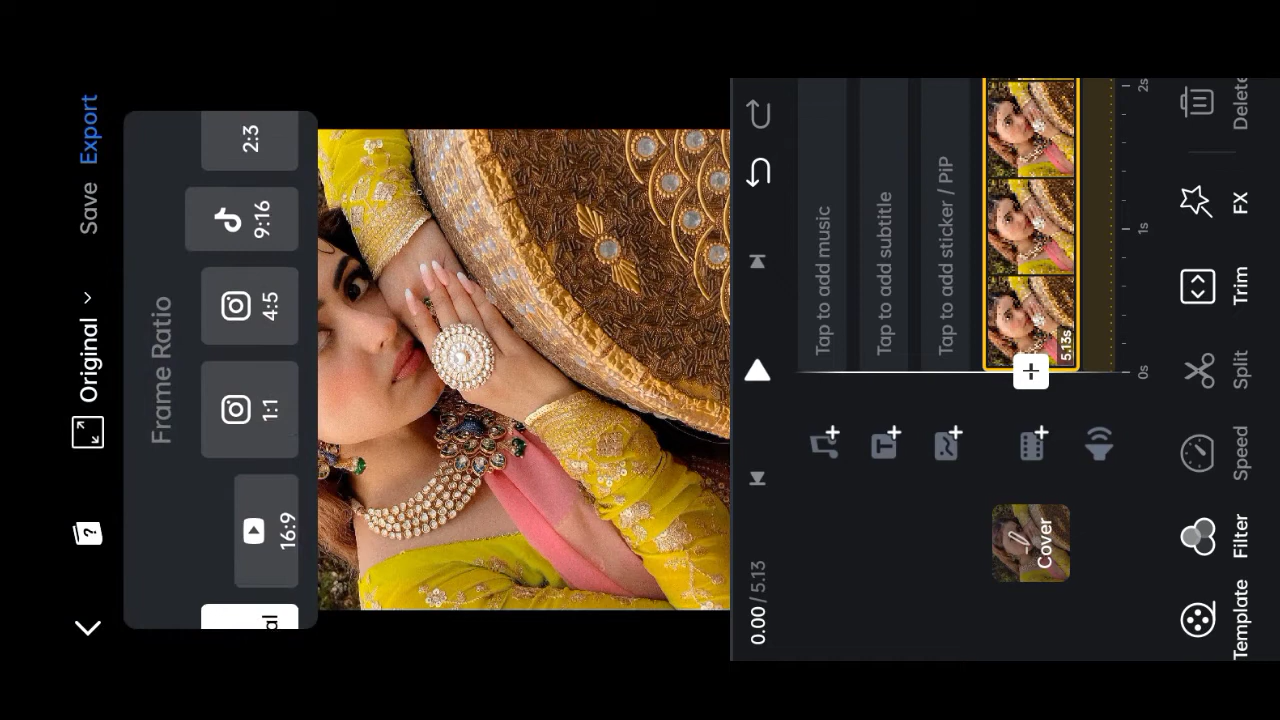 Original
Save
Export
Frame Ratio
al
16:9
1:1
4:5
9:16
2:3
0.00 / 5.13
Tap to add music
Tap to add subtitle
Tap to add sticker / PiP
Cover
5.13s
0s
1s
2s
Template
Filter
Speed
Split
Trim
FX
Delete